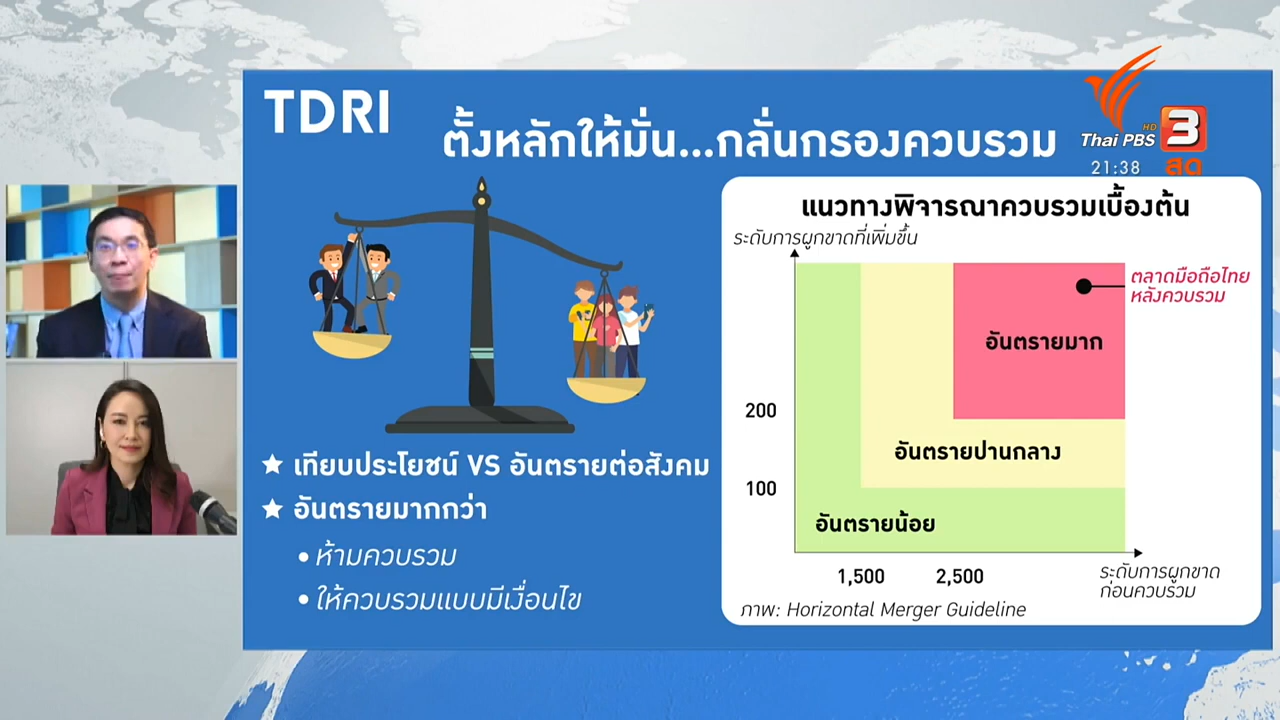 TDRI
ตั้งหลักให้มั่น...กลั่นกรองควบรวม
Thai PBS HD 3
21:38 สด
แนวทางพิจารณาควบรวมเบื้องต้น
ระดับการผูกขาดที่เพิ่มขึ้น
ตลาดมือถือไทย
หลังควบรวม
อันตรายมาก
200
อันตรายปานกลาง
100
อันตรายน้อย
1,500 2,500
ระดับการผูกขาด
ก่อนควบรวม
ภาพ: Horizontal Merger Guideline
เทียบประโยชน์ VS อันตรายต่อสังคม
อันตรายมากกว่า
• ห้ามควบรวม
• ให้ควบรวมแบบมีเงื่อนไข